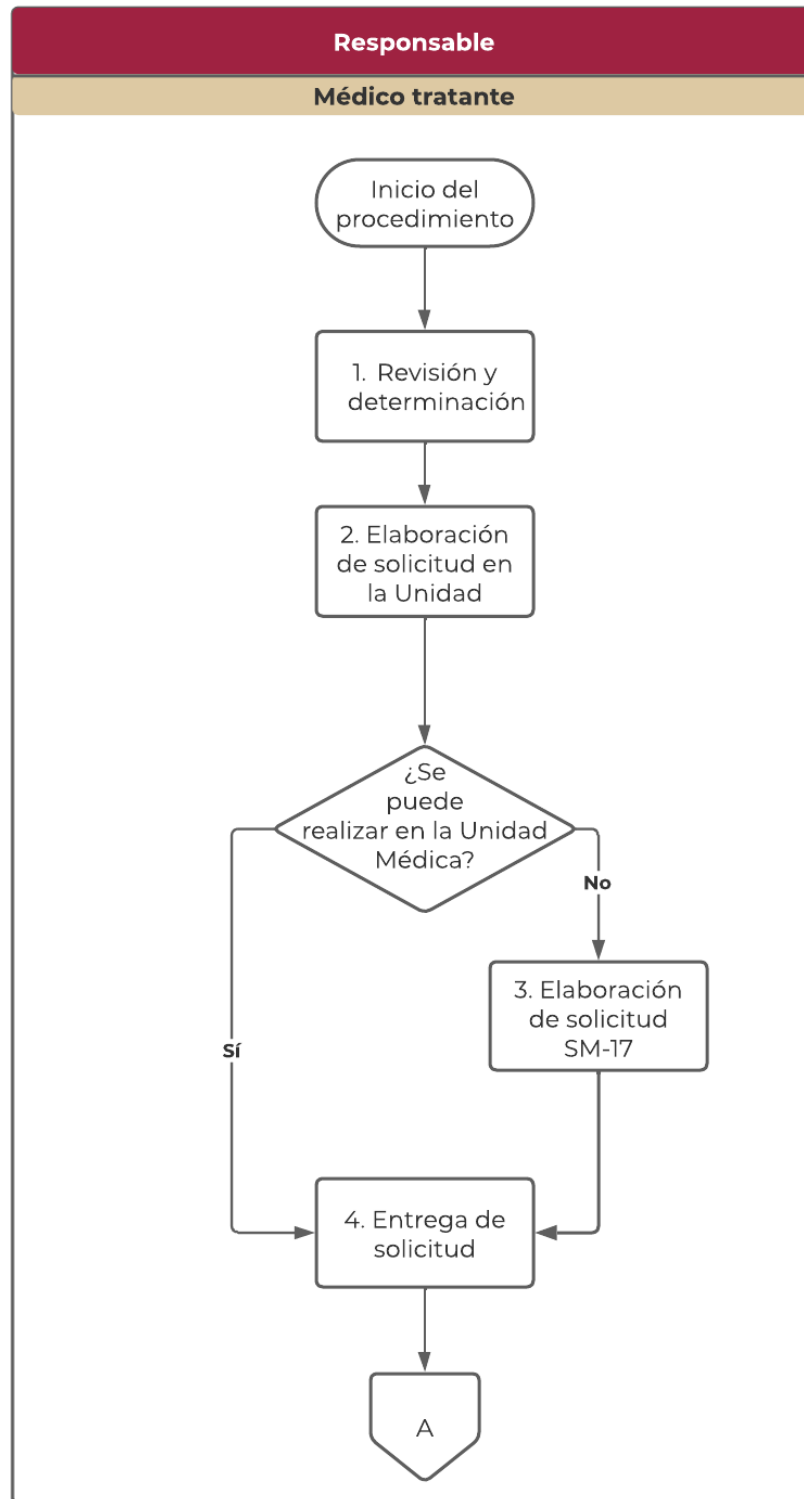 Responsable
Médico tratante
Inicio del
procedimiento
1. Revisión y
determinación
2. Elaboración
de solicitud en
la Unidad
¿Se
puede
realizar en la Unidad
Médica?
No
3. Elaboración
de solicitud
SM-17
Sí
4. Entrega de
solicitud
A